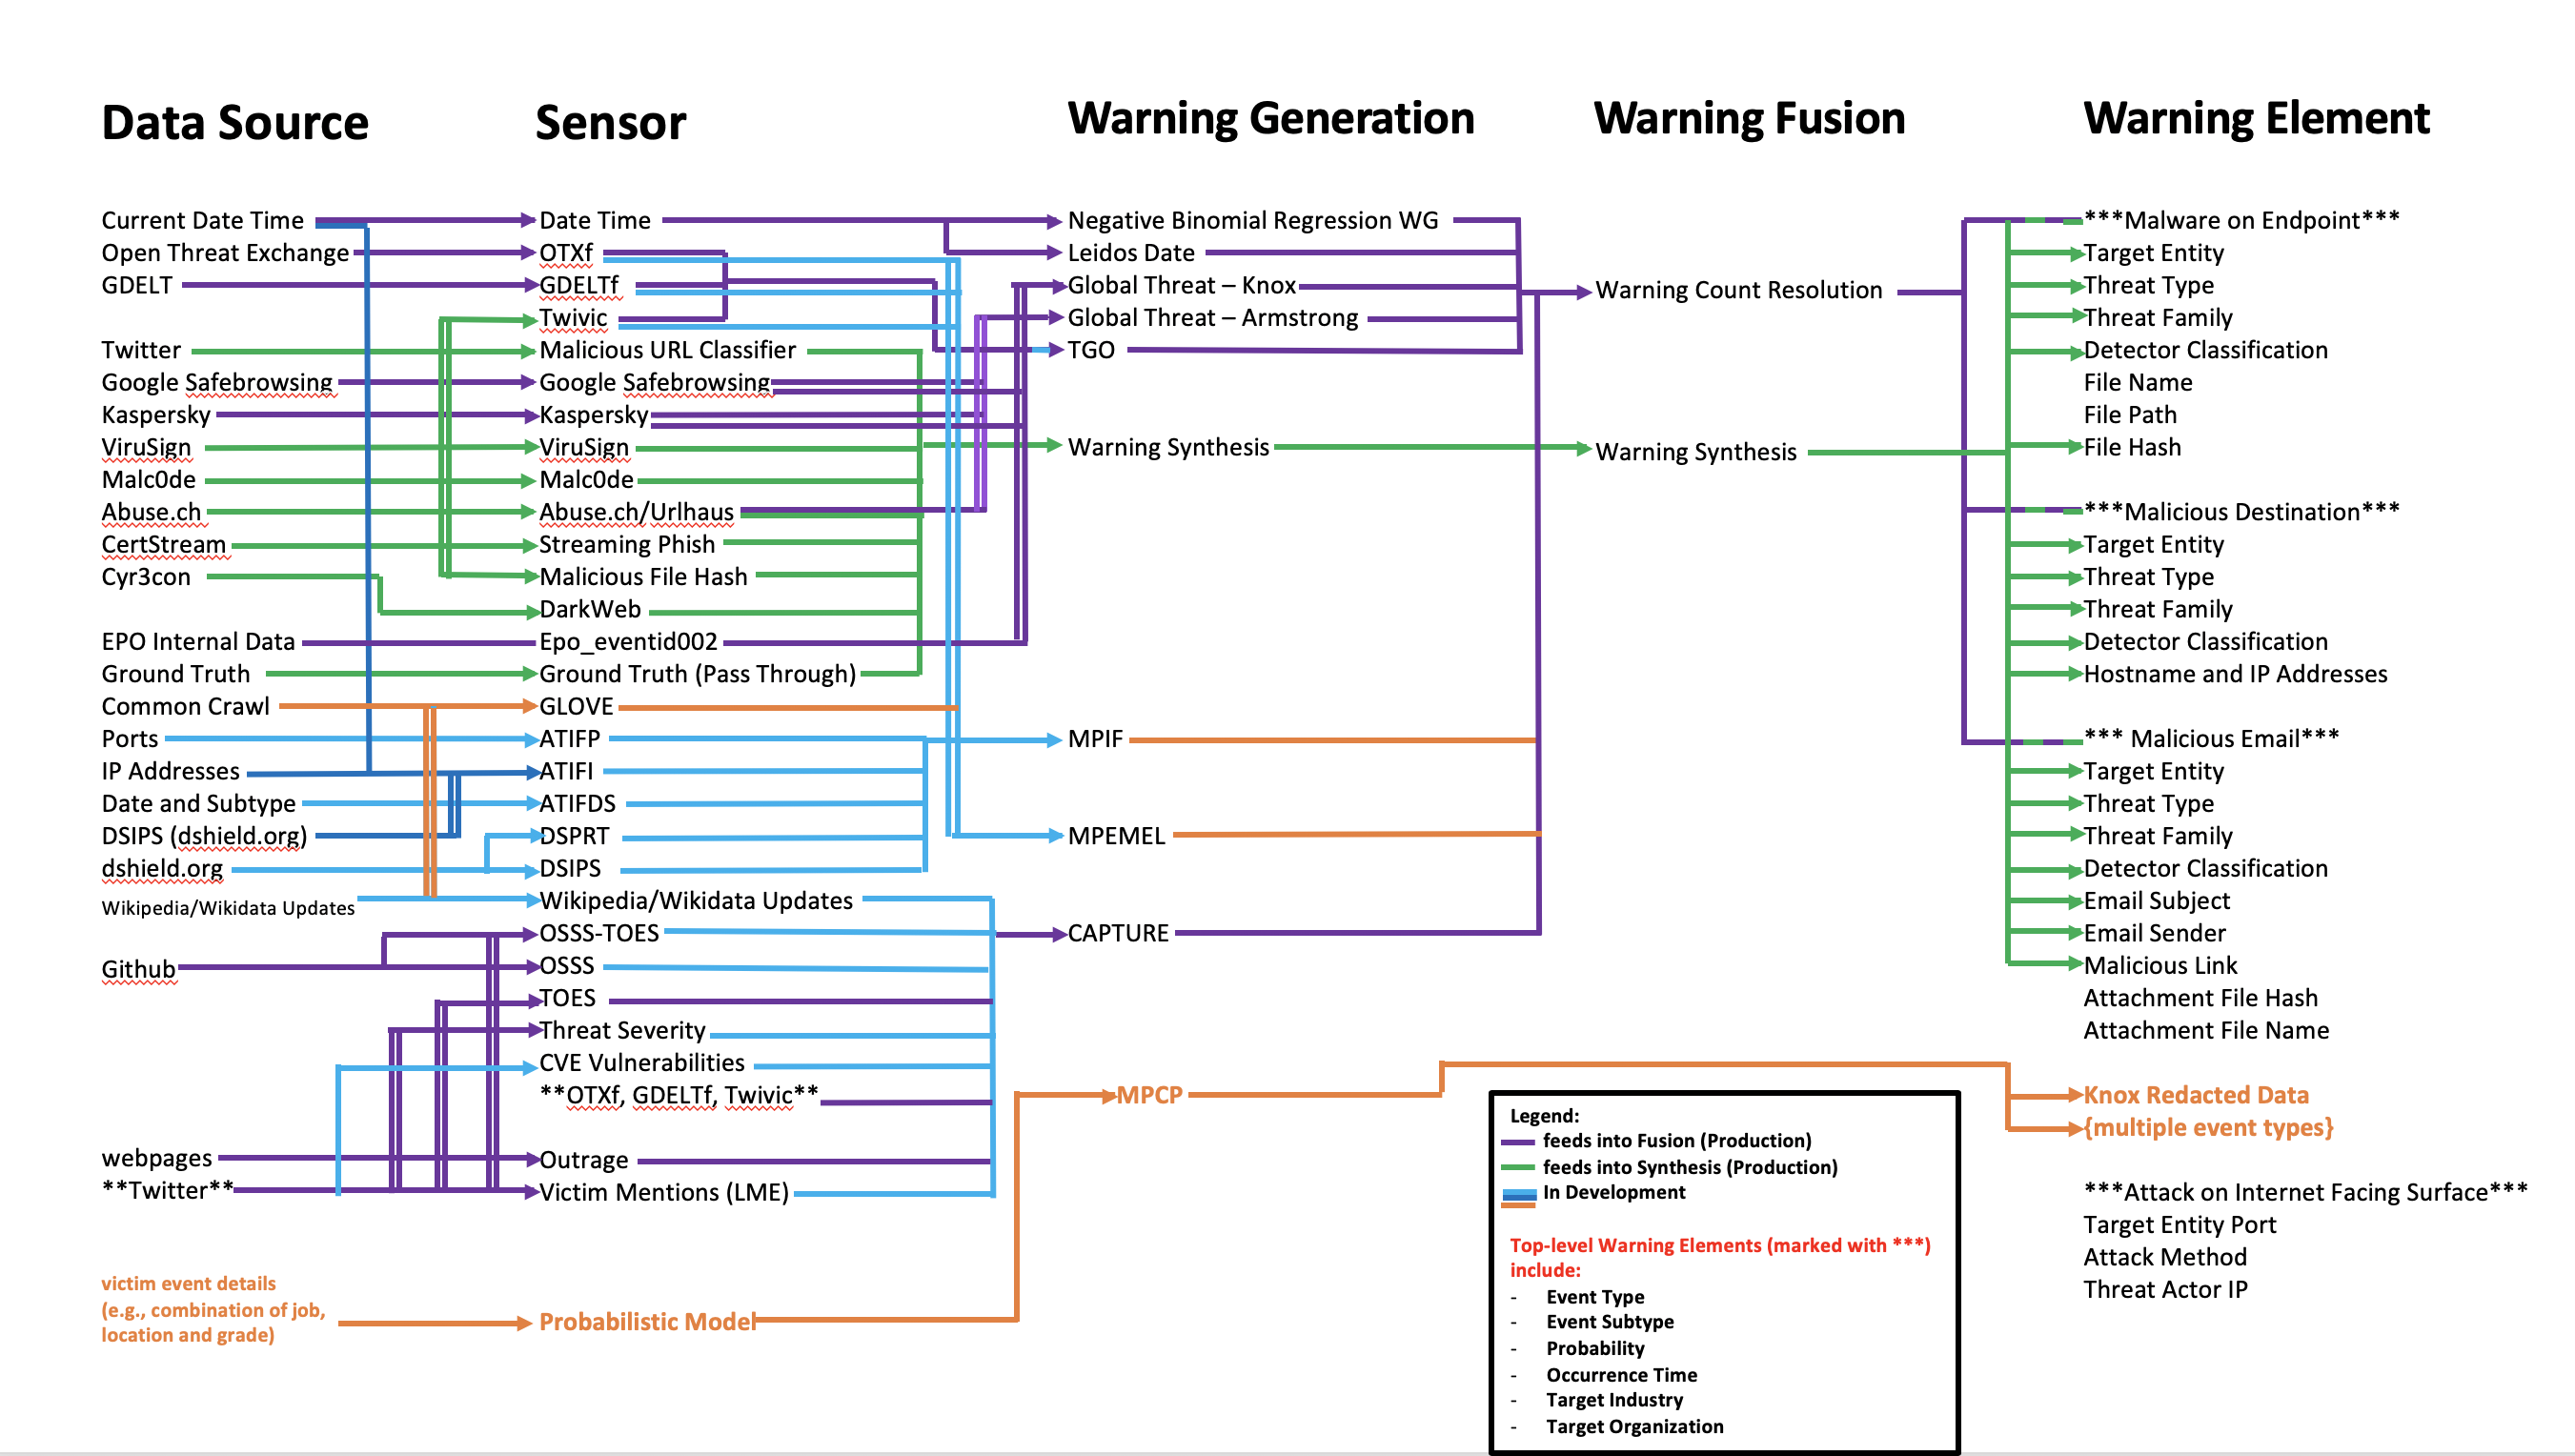 Data Source
Sensor
Warning Generation
Warning Fusion
Warning Element
Current Date Time
Open Threat Exchange
GDELT
Twitter
Google Safebrowsing
Kaspersky
ViruSign
Malc0de
Abuse.ch
CertStream
Cyr3con
EPO Internal Data
Ground Truth
Common Crawl
Ports
IP Addresses
Date and Subtype
DSIPS (dshield.org)
dshield.org
Wikipedia/Wikidata Updates
Github
webpages
**Twitter**
victim event details
(e.g., combination of job,
location and grade)
Date Time
OTXf
GDELTf
Twivic
Malicious URL Classifier
Google Safebrowsing
Kaspersky
ViruSign
Malc0de
Abuse.ch/Urlhaus
Streaming Phish
Malicious File Hash
DarkWeb
Epo_eventid002
Ground Truth (Pass Through)
GLOVE
ATIFP
ATIFI
ATIFDS
DSPRT
DSIPS
Wikipedia/Wikidata Updates
OSSS-TOES
OSSS
TOES
Threat Severity
CVE Vulnerabilities
**OTXf, GDELTf, Twivic**
Outrage
Victim Mentions (LME)
Probabilistic Model
Negative Binomial Regression WG
Leidos Date
Global Threat – Knox
Global Threat – Armstrong
TGO
Warning Synthesis
MPIF
MPEMEL
CAPTURE
MPCP
Warning Count Resolution
Warning Synthesis
***Malware on Endpoint***
Target Entity
Threat Type
Threat Family
Detector Classification
File Name
File Path
File Hash
***Malicious Destination***
Target Entity
Threat Type
Threat Family
Detector Classification
Hostname and IP Addresses
*** Malicious Email***
Target Entity
Threat Type
Threat Family
Detector Classification
Email Subject
Email Sender
Malicious Link
Attachment File Hash
Attachment File Name
Knox Redacted Data
{multiple event types}
***Attack on Internet Facing Surface***
Target Entity Port
Attack Method
Threat Actor IP
Legend:
feeds into Fusion (Production)
feeds into Synthesis (Production)
In Development
Top-level Warning Elements (marked with ***)
include:
- Event Type
- Event Subtype
- Probability
- Occurrence Time
- Target Industry
- Target Organization